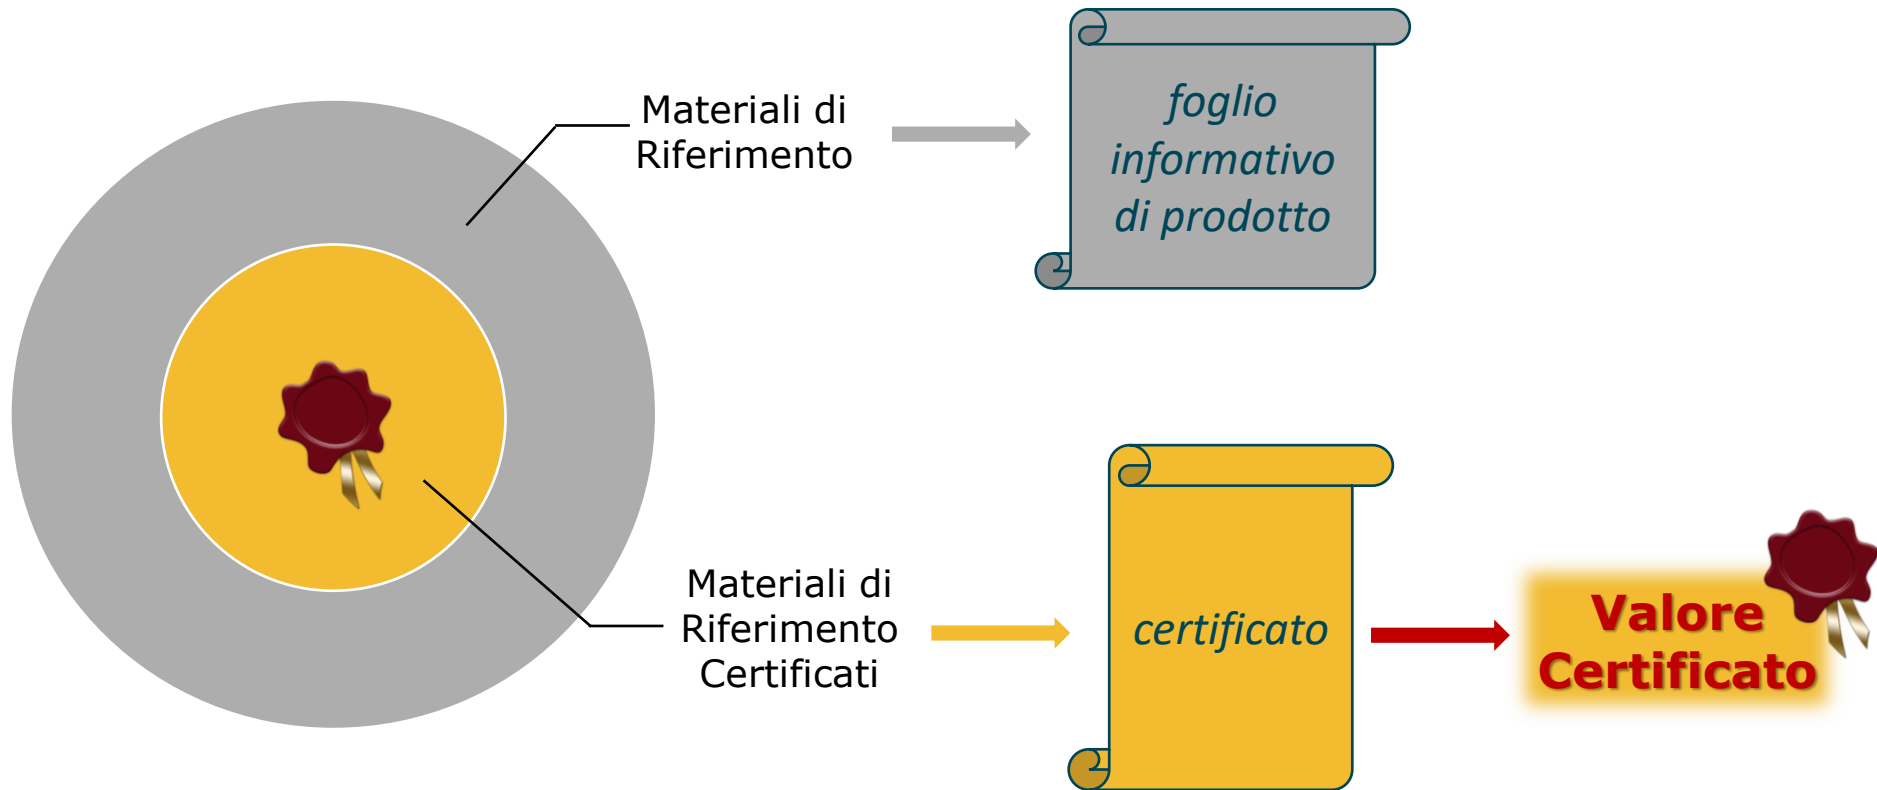 Materiali di
Riferimento
foglio
informativo
di prodotto
Materiali di
Riferimento
Certificati
certificato
Valore
Certificato